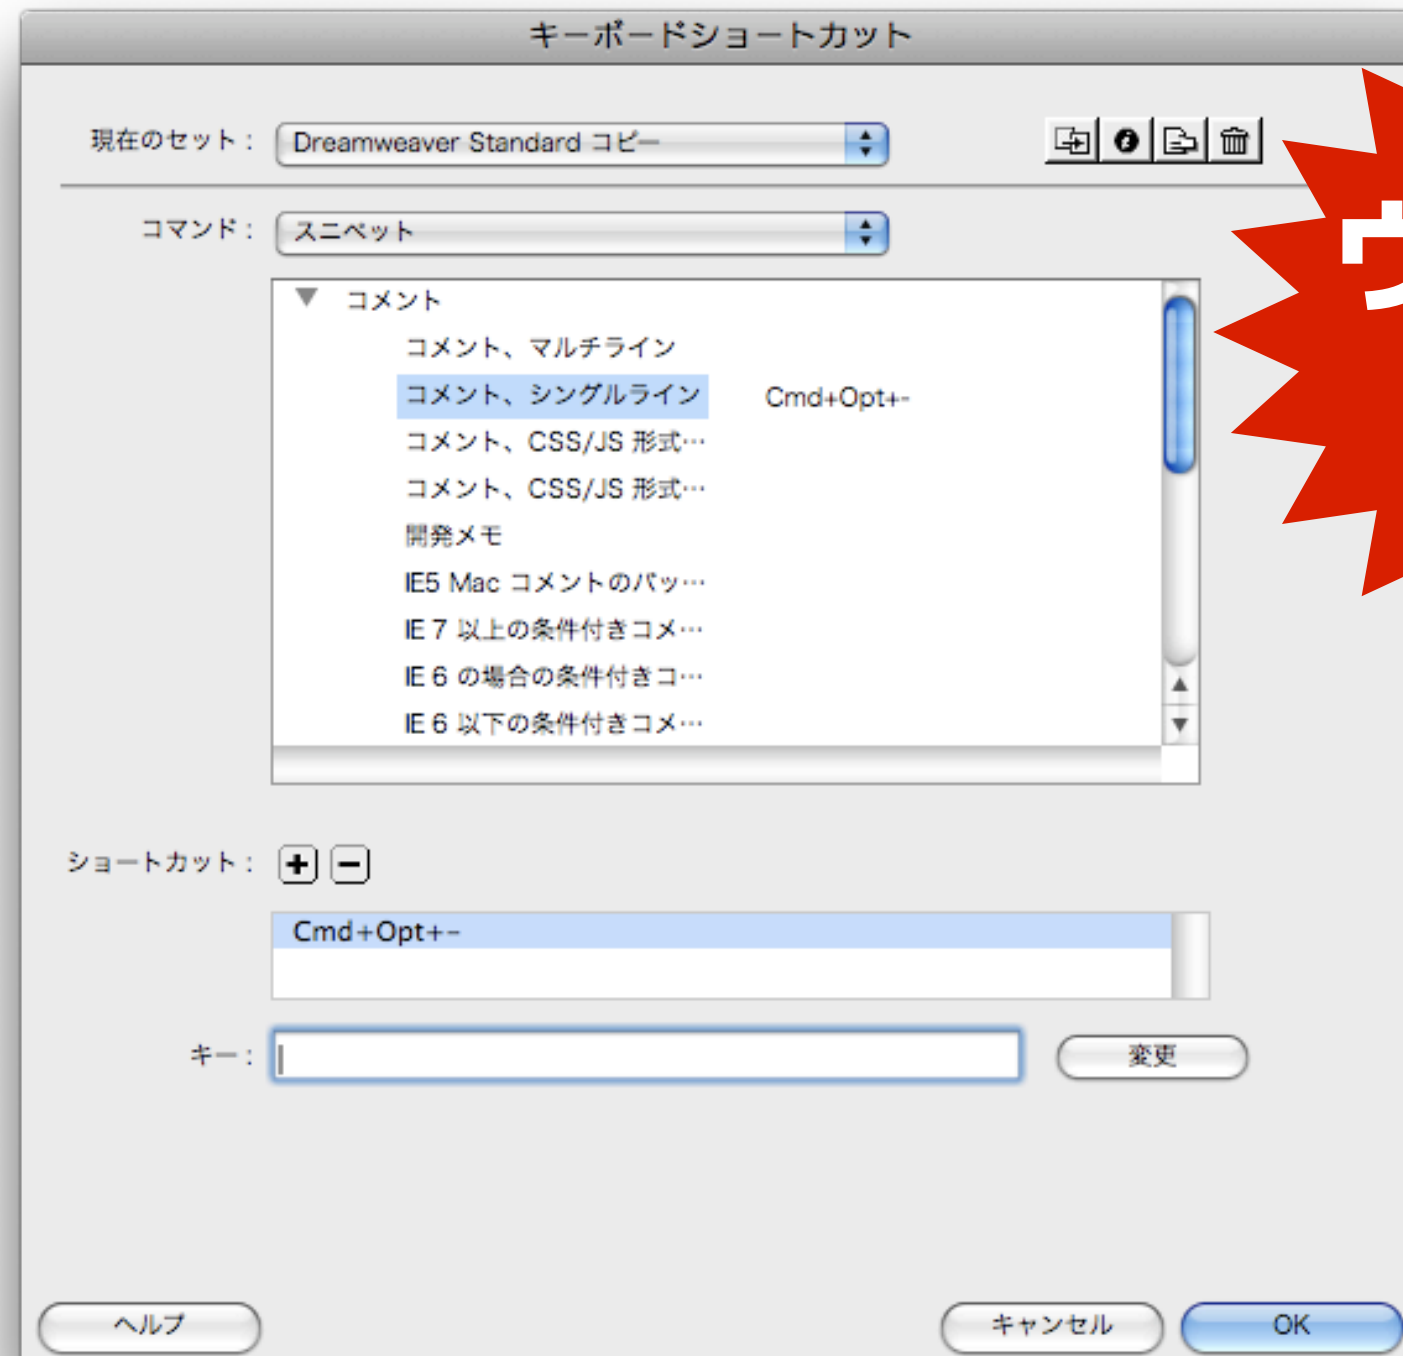 キーボードショートカット
現在のセット： Dreamweaver Standard コピー
コマンド： スニペット
コメント
コメント、マルチライン
コメント、シングルライン Cmd+Opt+-
コメント、CSS/JS 形式…
コメント、CSS/JS 形式…
開発メモ
IE5 Mac コメントのバッ…
IE 7 以上の条件付きコメ…
IE 6 の場合の条件付きコ…
IE 6 以下の条件付きコメ…
ショートカット：
Cmd+Opt+-
キー： 変更
ヘルプ キャンセル OK